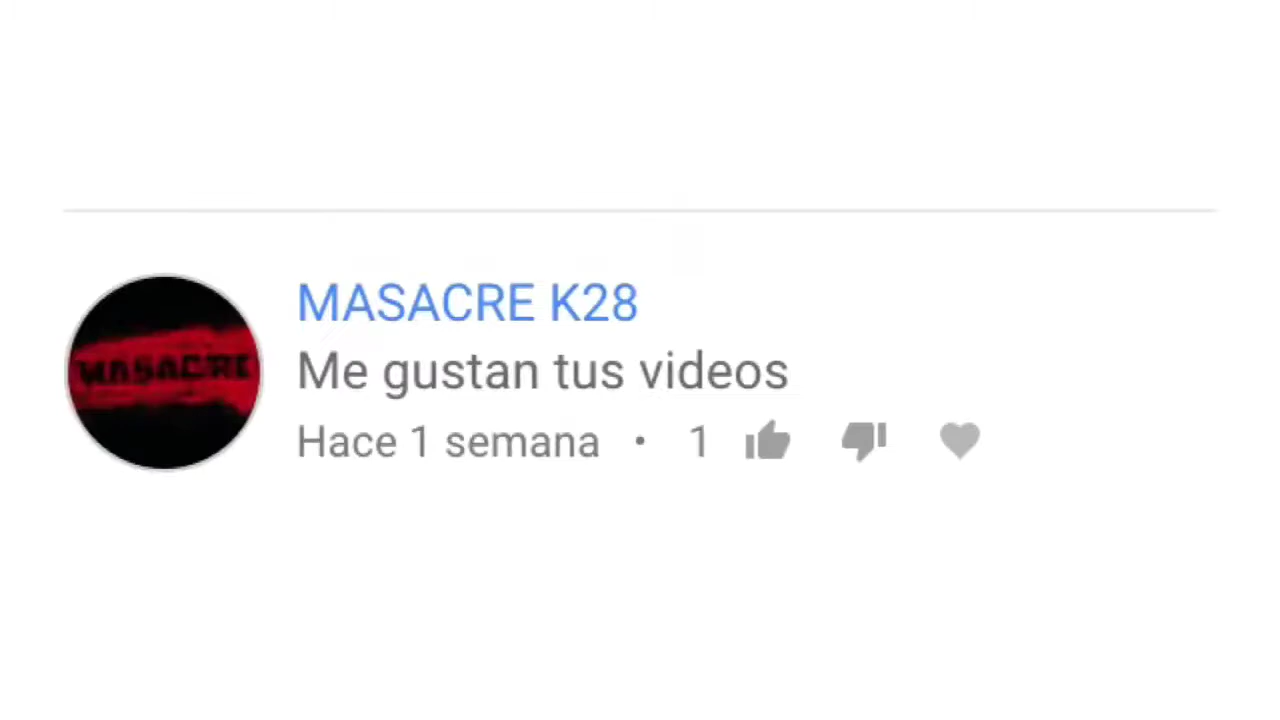 MASACRE
MASACRE K28
Me gustan tus videos
Hace 1 semana • 1